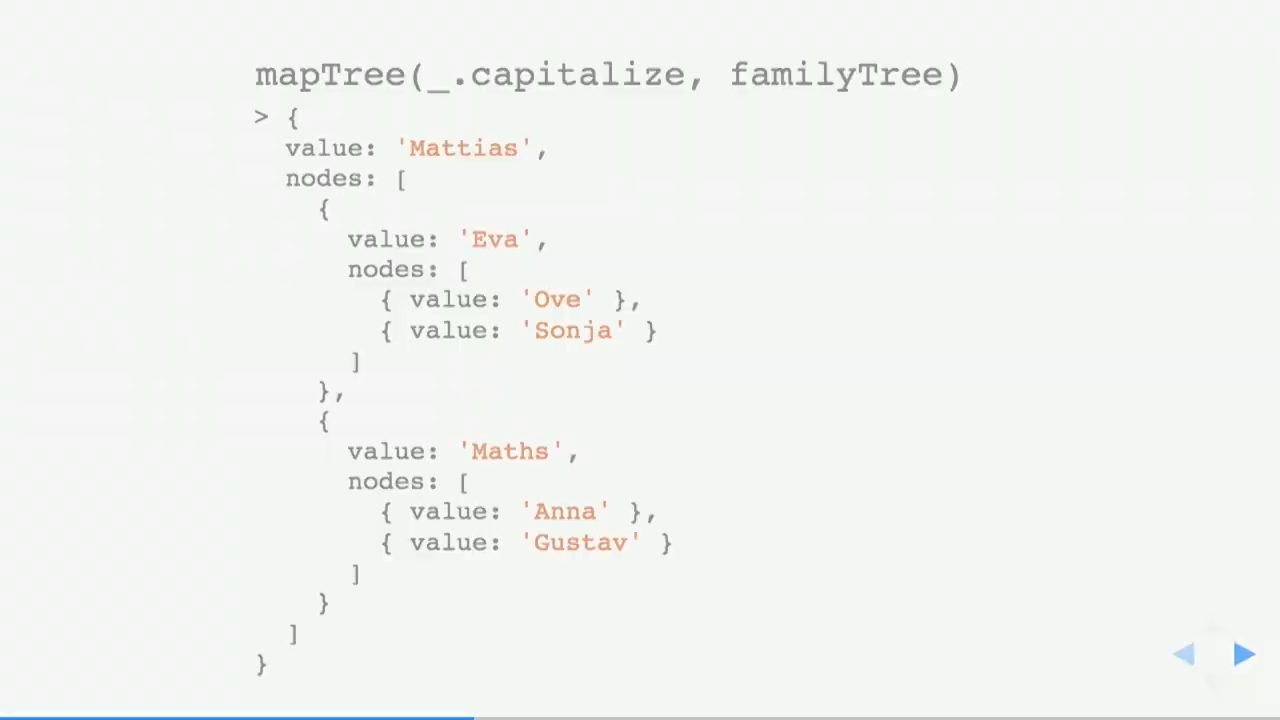 mapTree(_.capitalize, familyTree)
> {
  value: 'Mattias',
  nodes: [
    {
      value: 'Eva',
      nodes: [
        { value: 'Ove' },
        { value: 'Sonja' }
      ]
    },
    {
      value: 'Maths',
      nodes: [
        { value: 'Anna' },
        { value: 'Gustav' }
      ]
    }
  ]
}